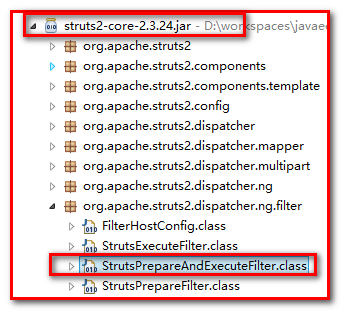 struts2-core-2.3.24.jar - D:\workspaces\javaee
org.apache.struts2
org.apache.struts2.components
org.apache.struts2.components.template
org.apache.struts2.config
org.apache.struts2.dispatcher
org.apache.struts2.dispatcher.mapper
org.apache.struts2.dispatcher.multipart
org.apache.struts2.dispatcher.ng
org.apache.struts2.dispatcher.ng.filter
FilterHostConfig.class
StrutsExecuteFilter.class
StrutsPrepareAndExecuteFilter.class
StrutsPrepareFilter.class